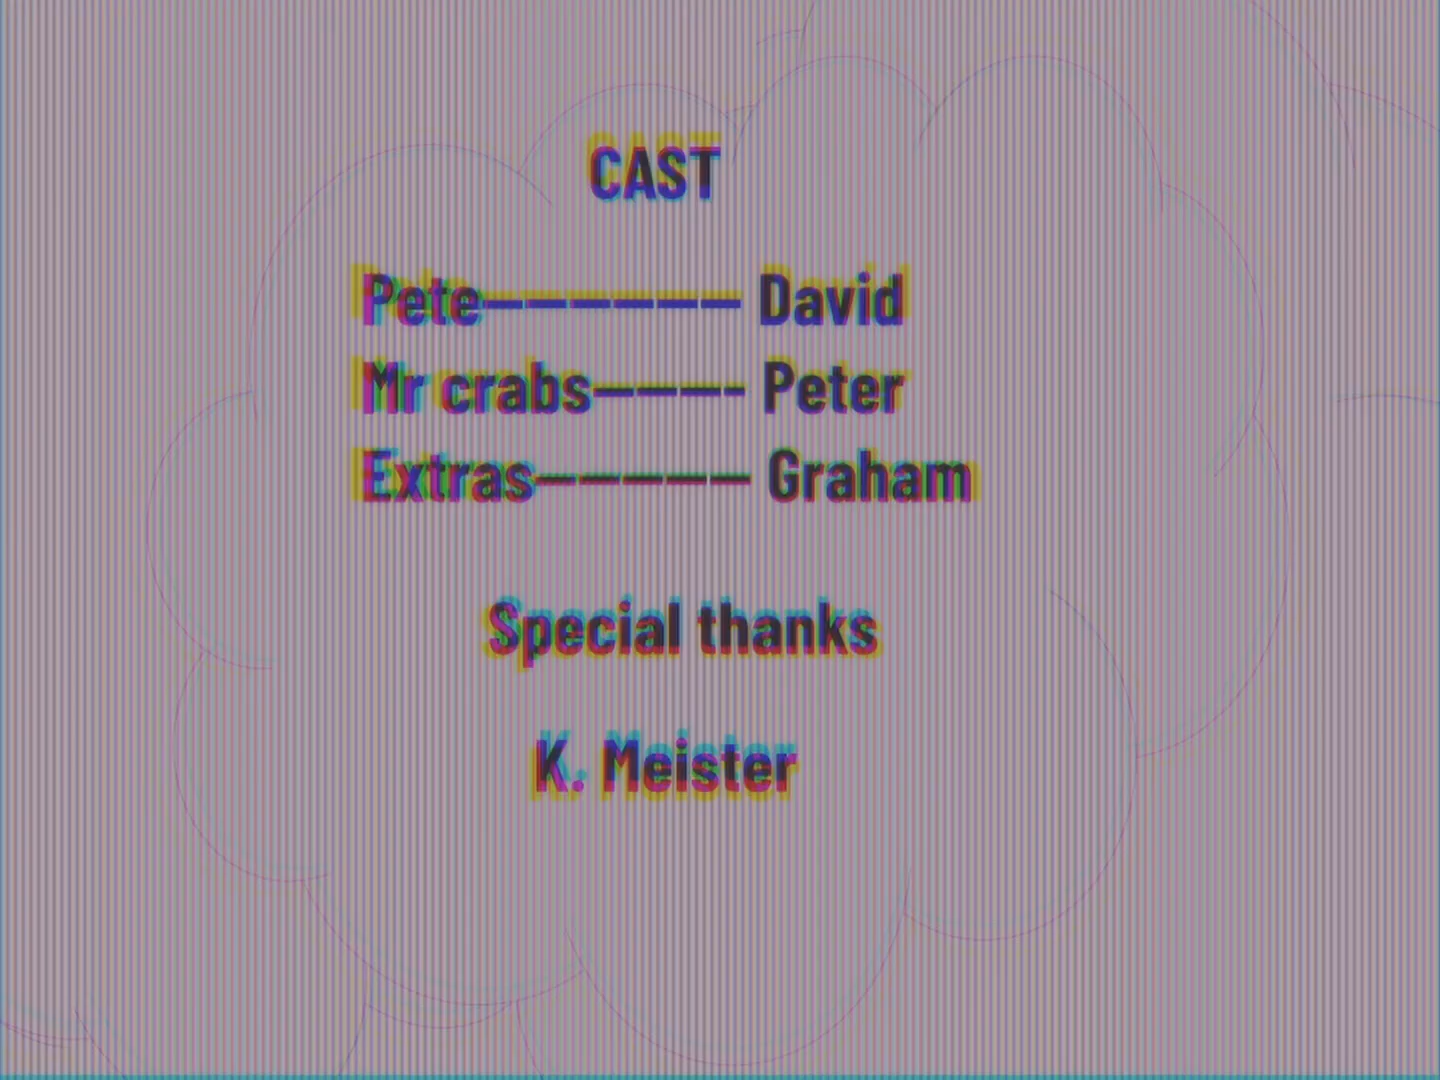 CAST
Pete------ David
Mr crabs---- Peter
Extras----- Graham
Special thanks
K. Meister